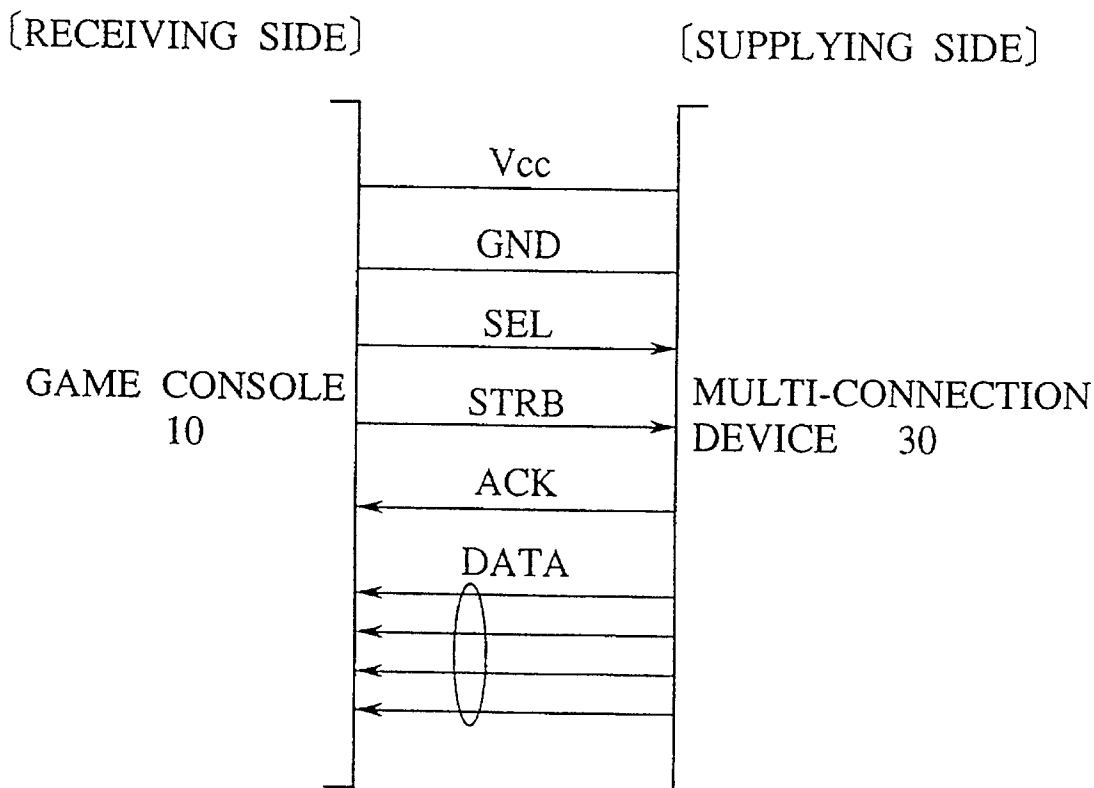 〔RECEIVING SIDE〕
〔SUPPLYING SIDE〕
Vcc
GND
SEL
GAME CONSOLE
10
STRB
MULTI-CONNECTION
DEVICE 30
ACK
DATA